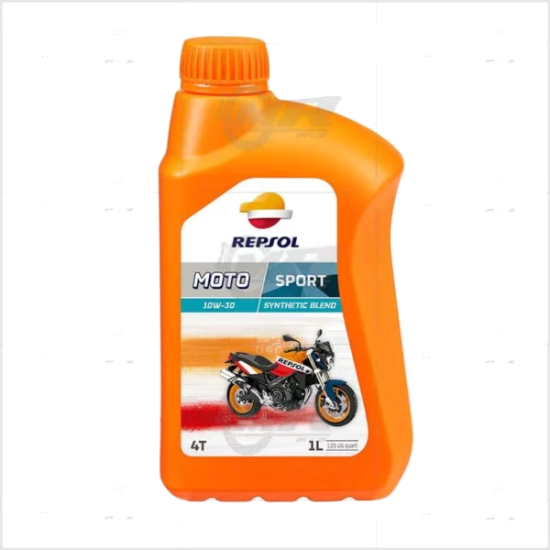 REPSOL
MOTO SPORT
10W-30 SYNTHETIC BLEND
REPSOL
4T 1L